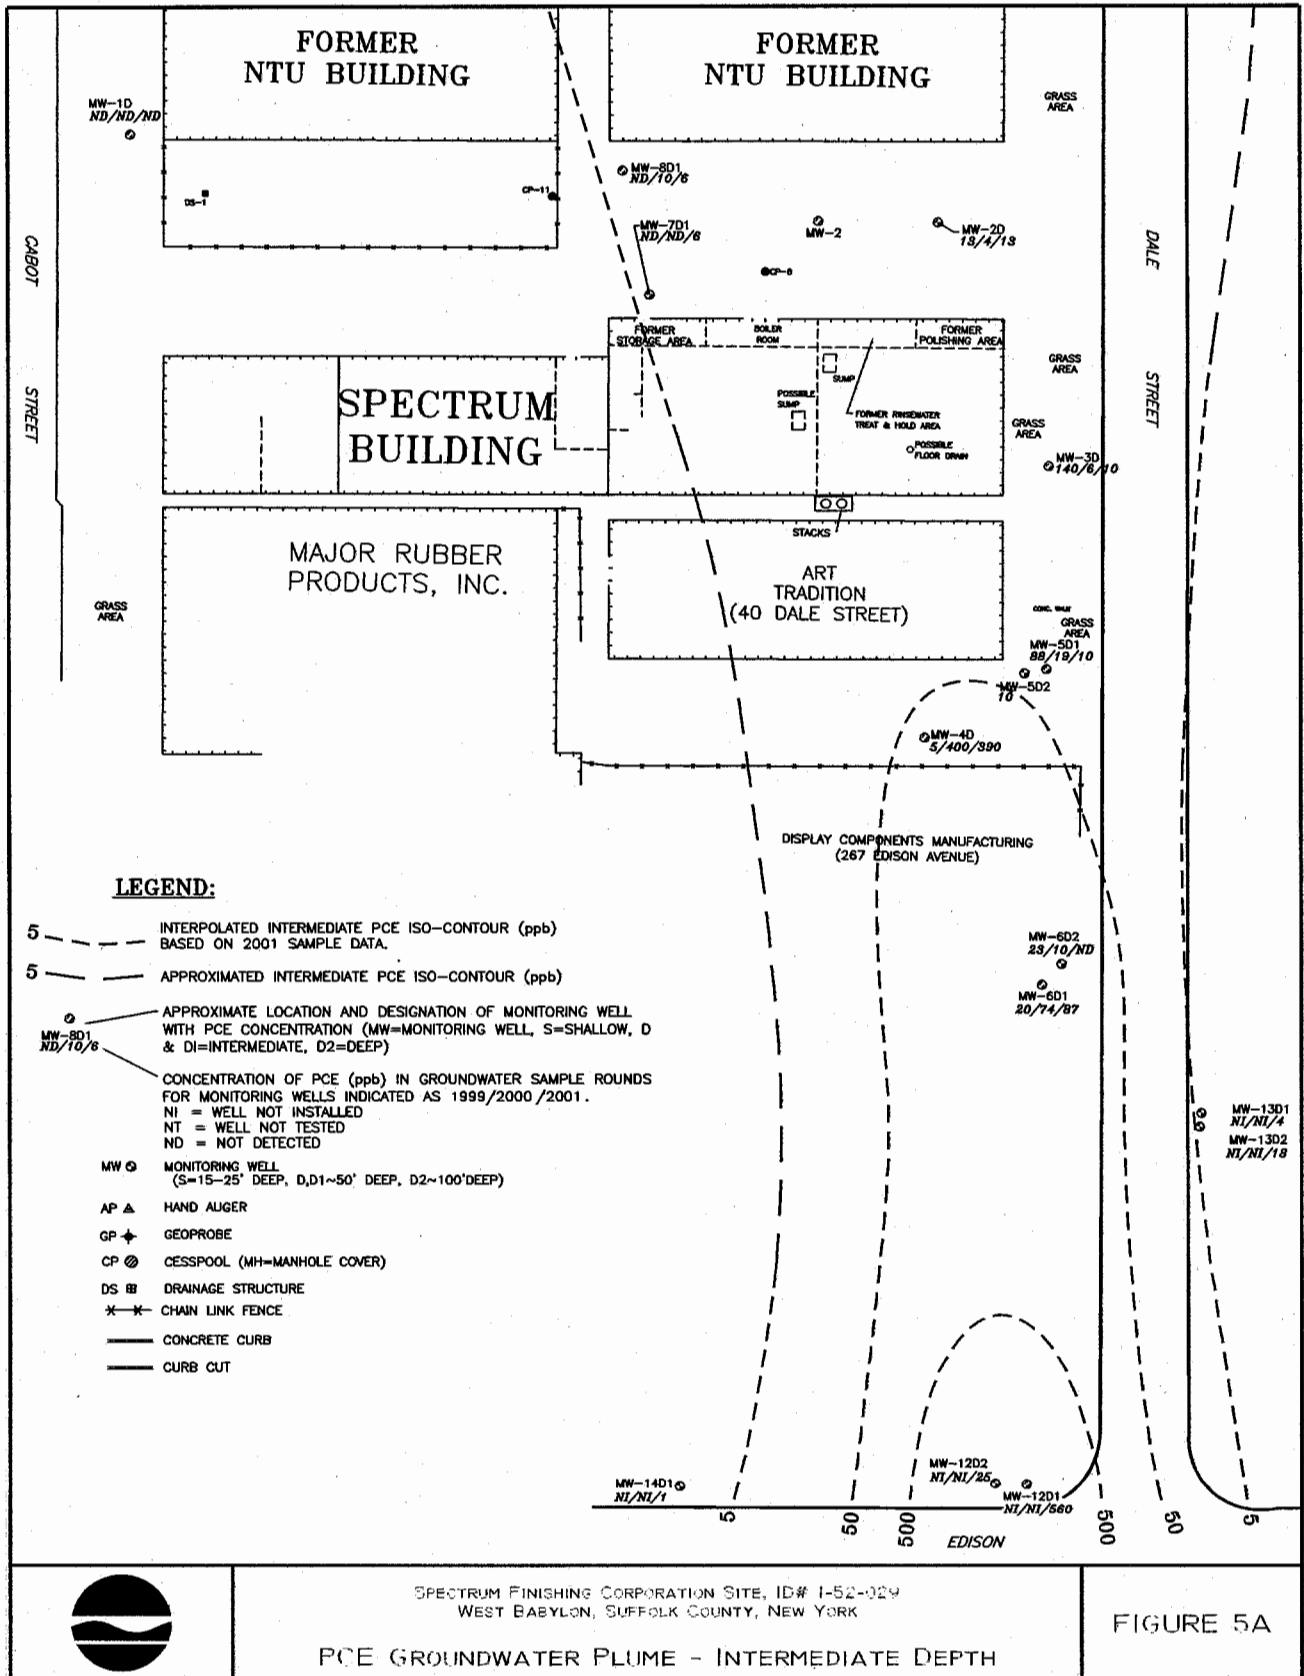 FORMER
NTU BUILDING
FORMER
NTU BUILDING
GRASS
AREA
MW-1D
ND/ND/ND
DS-1
CP-11
MW-8D1
ND/10/6
MW-7D1
ND/ND/6
MW-2
MW-2D
13/4/13
CABOT
STREET
DALE
STREET
FORMER
STORAGE AREA
BOILER
ROOM
FORMER
POLISHING AREA
GRASS
AREA
SUMP
POSSIBLE
SUMP
FORMER RINSEWATER
TREAT & HOLD AREA
POSSIBLE
FLOOR DRAIN
GRASS
AREA
MW-3D
140/6/10
SPECTRUM
BUILDING
STACKS
MAJOR RUBBER
PRODUCTS, INC.
ART
TRADITION
(40 DALE STREET)
GRASS
AREA
CONC. WALK
GRASS
AREA
MW-5D1
88/19/10
MW-5D2
10
MW-4D
5/400/390
DISPLAY COMPONENTS MANUFACTURING
(267 EDISON AVENUE)
LEGEND:
5 INTERPOLATED INTERMEDIATE PCE ISO-CONTOUR (ppb)
BASED ON 2001 SAMPLE DATA.
5 APPROXIMATED INTERMEDIATE PCE ISO-CONTOUR (ppb)
MW-8D1
ND/10/6
APPROXIMATE LOCATION AND DESIGNATION OF MONITORING WELL
WITH PCE CONCENTRATION (MW=MONITORING WELL, S=SHALLOW, D
& DI=INTERMEDIATE, D2=DEEP)
CONCENTRATION OF PCE (ppb) IN GROUNDWATER SAMPLE ROUNDS
FOR MONITORING WELLS INDICATED AS 1999/2000/2001.
NI = WELL NOT INSTALLED
NT = WELL NOT TESTED
ND = NOT DETECTED
MW MONITORING WELL
(S=15-25' DEEP, D,D1~50' DEEP, D2~100'DEEP)
AP HAND AUGER
GP GEOPROBE
CP CESSPOOL (MH=MANHOLE COVER)
DS DRAINAGE STRUCTURE
CHAIN LINK FENCE
CONCRETE CURB
CURB CUT
MW-6D2
23/10/ND
MW-6D1
20/74/87
MW-13D1
NI/NI/4
MW-13D2
NI/NI/18
MW-14D1
NI/NI/1
MW-12D2
NI/NI/25
MW-12D1
NI/NI/560
5
50
500
EDISON
500
50
5
SPECTRUM FINISHING CORPORATION SITE, ID# 1-52-029
WEST BABYLON, SUFFOLK COUNTY, NEW YORK
PCE GROUNDWATER PLUME - INTERMEDIATE DEPTH
FIGURE 5A